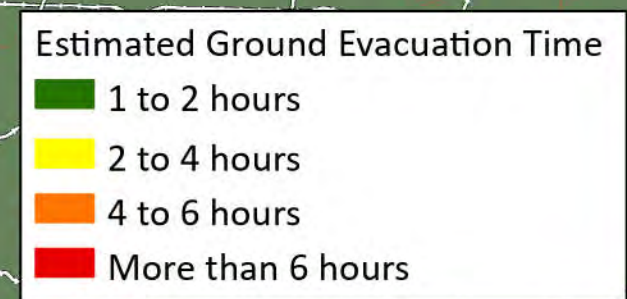 Estimated Ground Evacuation Time
1 to 2 hours
2 to 4 hours
4 to 6 hours
More than 6 hours